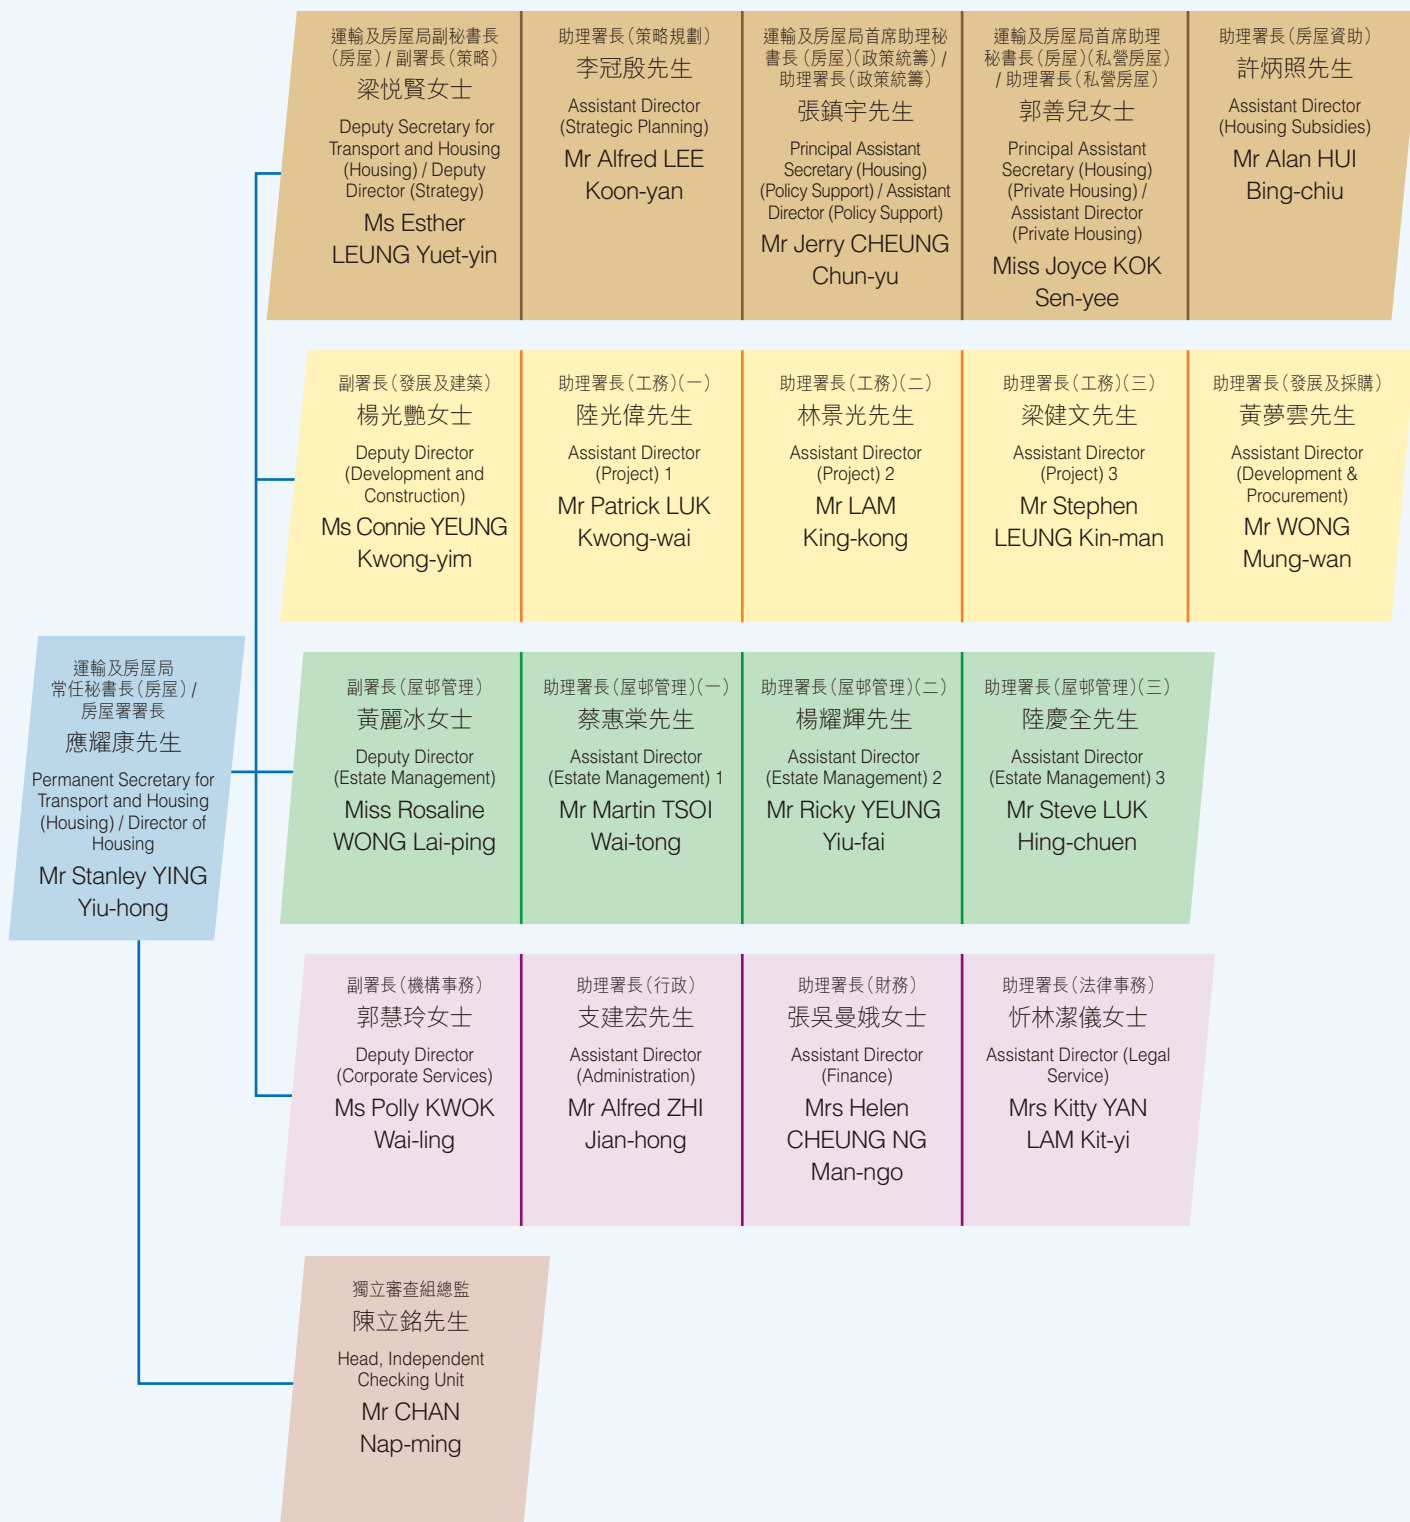 運輸及房屋局副秘書長
(房屋) / 副署長(策略)
梁悅賢女士
Deputy Secretary for
Transport and Housing
(Housing) / Deputy
Director (Strategy)
Ms Esther
LEUNG Yuet-yin
助理署長(策略規劃)
李冠殷先生
Assistant Director
(Strategic Planning)
Mr Alfred LEE
Koon-yan
運輸及房屋局首席助理秘
書長(房屋)(政策統籌) /
助理署長(政策統籌)
張鎮宇先生
Principal Assistant
Secretary (Housing)
(Policy Support) / Assistant
Director (Policy Support)
Mr Jerry CHEUNG
Chun-yu
運輸及房屋局首席助理
秘書長(房屋)(私營房屋)
/ 助理署長(私營房屋)
郭善兒女士
Principal Assistant
Secretary (Housing)
(Private Housing) /
Assistant Director
(Private Housing)
Miss Joyce KOK
Sen-yee
助理署長(房屋資助)
許炳照先生
Assistant Director
(Housing Subsidies)
Mr Alan HUI
Bing-chiu
副署長(發展及建築)
楊光艷女士
Deputy Director
(Development and
Construction)
Ms Connie YEUNG
Kwong-yim
助理署長(工務)(一)
陸光偉先生
Assistant Director
(Project) 1
Mr Patrick LUK
Kwong-wai
助理署長(工務)(二)
林景光先生
Assistant Director
(Project) 2
Mr LAM
King-kong
助理署長(工務)(三)
梁健文先生
Assistant Director
(Project) 3
Mr Stephen
LEUNG Kin-man
助理署長(發展及採購)
黃夢雲先生
Assistant Director
(Development &
Procurement)
Mr WONG
Mung-wan
運輸及房屋局
常任秘書長(房屋) /
房屋署署長
應耀康先生
Permanent Secretary for
Transport and Housing
(Housing) / Director of
Housing
Mr Stanley YING
Yiu-hong
副署長(屋邨管理)
黃麗冰女士
Deputy Director
(Estate Management)
Miss Rosaline
WONG Lai-ping
助理署長(屋邨管理)(一)
蔡惠棠先生
Assistant Director
(Estate Management) 1
Mr Martin TSOI
Wai-tong
助理署長(屋邨管理)(二)
楊耀輝先生
Assistant Director
(Estate Management) 2
Mr Ricky YEUNG
Yiu-fai
助理署長(屋邨管理)(三)
陸慶全先生
Assistant Director
(Estate Management) 3
Mr Steve LUK
Hing-chuen
副署長(機構事務)
郭慧玲女士
Deputy Director
(Corporate Services)
Ms Polly KWOK
Wai-ling
助理署長(行政)
支建宏先生
Assistant Director
(Administration)
Mr Alfred ZHI
Jian-hong
助理署長(財務)
張吳曼娥女士
Assistant Director
(Finance)
Mrs Helen
CHEUNG NG
Man-ngo
助理署長(法律事務)
忻林潔儀女士
Assistant Director (Legal
Service)
Mrs Kitty YAN
LAM Kit-yi
獨立審查組總監
陳立銘先生
Head, Independent
Checking Unit
Mr CHAN
Nap-ming